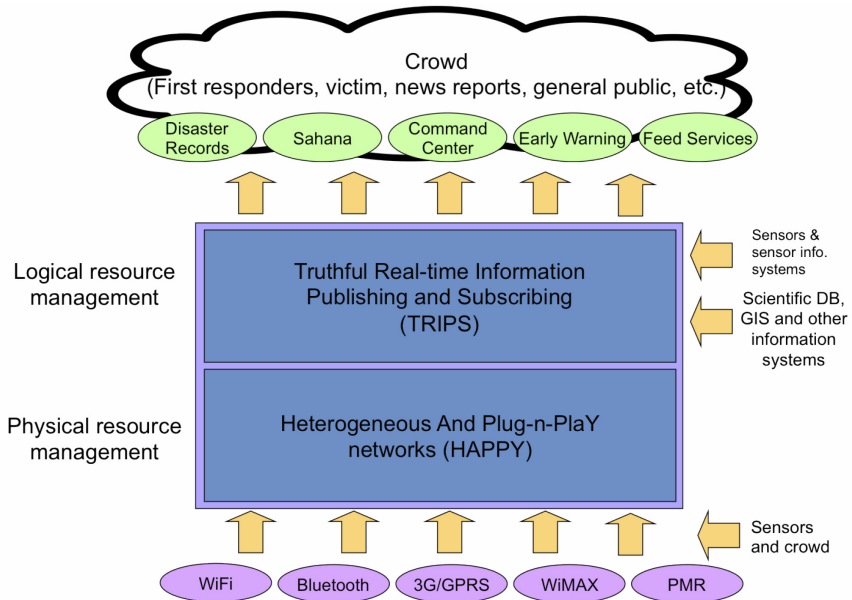 Crowd
(First responders, victim, news reports, general public, etc.)
Disaster
Records
Sahana
Command
Center
Early Warning
Feed Services
Logical resource
management
Truthful Real-time Information
Publishing and Subscribing
(TRIPS)
Sensors &
sensor info.
systems
Scientific DB,
GIS and other
information
systems
Physical resource
management
Heterogeneous And Plug-n-PlaY
networks (HAPPY)
Sensors
and crowd
WiFi
Bluetooth
3G/GPRS
WiMAX
PMR